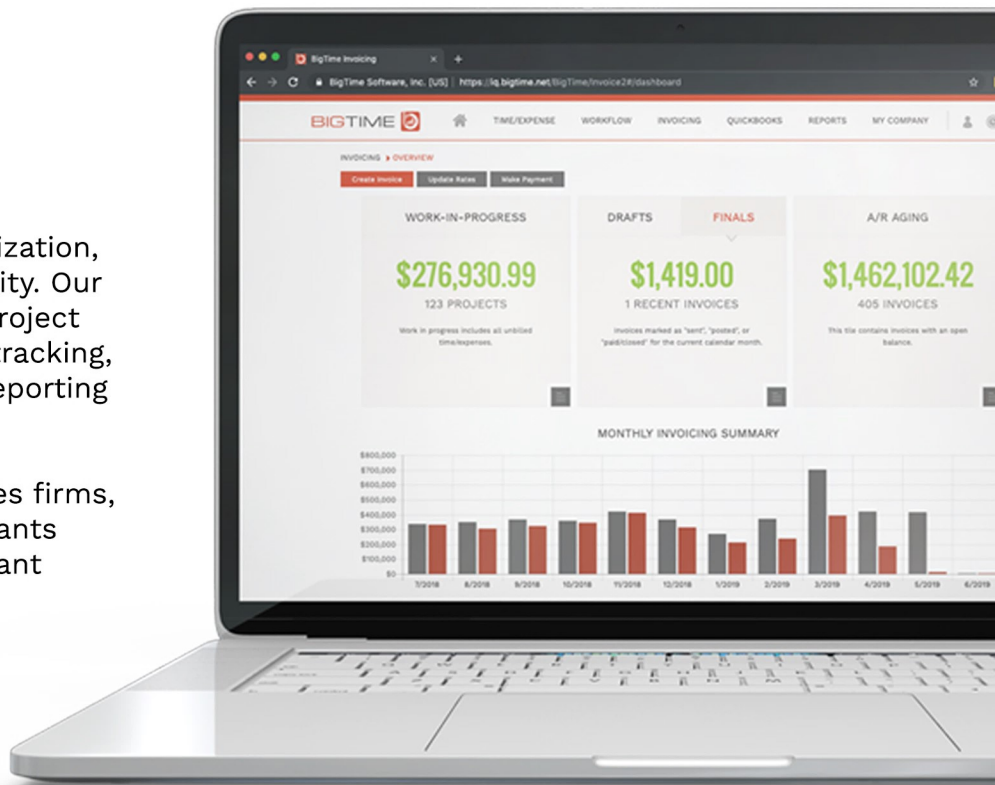 ization,
ity. Our
roject
racking,
eporting
es firms,
ants
ant
BigTime Invoicing
BigTime Software, Inc. [US] https://iq.bigtime.net/BigTime/Invoice2#/dashboard
BIGTIME TIME/EXPENSE WORKFLOW INVOICING QUICKBOOKS REPORTS MY COMPANY
INVOICING OVERVIEW
Create Invoice Update Rates Make Payment
WORK-IN-PROGRESS DRAFTS FINALS A/R AGING
$276,930.99 $1,419.00 $1,462,102.42
123 PROJECTS 1 RECENT INVOICES 405 INVOICES
Work in progress includes all unbilled Invoices marked as "sent", "posted", or This tile contains invoices with an open
time/expenses. "paid/closed" for the current calendar month. balance.
MONTHLY INVOICING SUMMARY
$800,000
$700,000
$600,000
$500,000
$400,000
$300,000
$200,000
$100,000
$0
7/2018 8/2018 9/2018 10/2018 11/2018 12/2018 1/2019 2/2019 3/2019 4/2019 5/2019 6/2019